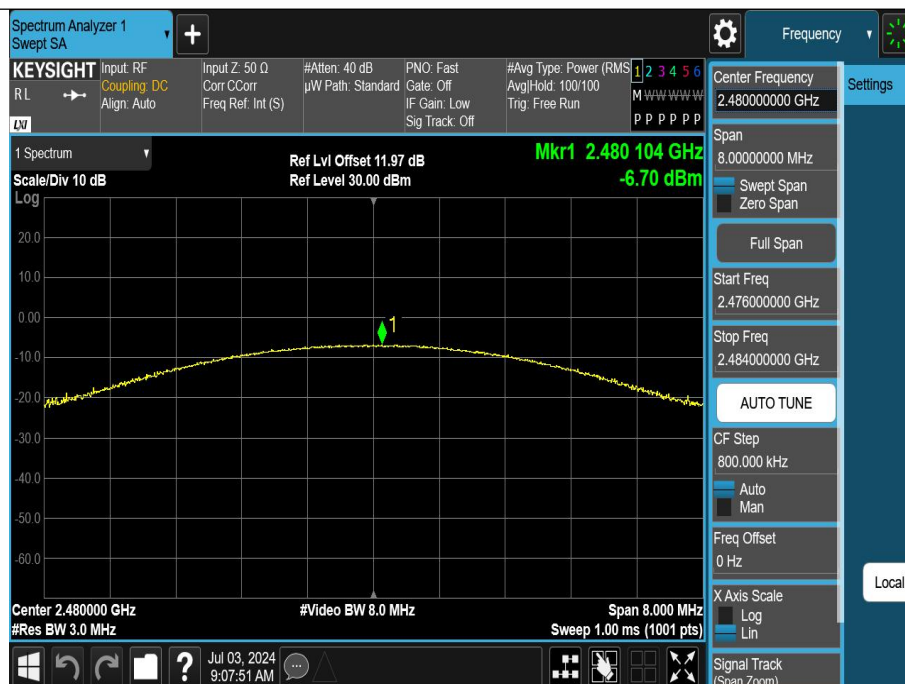 Spectrum Analyzer 1
Swept SA
Frequency
KEYSIGHT
RL
LXI
Input: RF
Coupling: DC
Align: Auto
Input Z: 50 Ω
Corr CCorr
Freq Ref: Int (S)
#Atten: 40 dB
µW Path: Standard
PNO: Fast
Gate: Off
IF Gain: Low
Sig Track: Off
#Avg Type: Power (RMS
Avg|Hold: 100/100
Trig: Free Run
1 2 3 4 5 6
M W W W W W
P P P P P P
1 Spectrum
Scale/Div 10 dB
Log
Ref Lvl Offset 11.97 dB
Ref Level 30.00 dBm
Mkr1 2.480 104 GHz
-6.70 dBm
20.0
10.0
0.00
1
-10.0
-20.0
-30.0
-40.0
-50.0
-60.0
Center 2.480000 GHz
#Res BW 3.0 MHz
#Video BW 8.0 MHz
Span 8.000 MHz
Sweep 1.00 ms (1001 pts)
?
Jul 03, 2024
9:07:51 AM
Center Frequency
2.480000000 GHz
Span
8.00000000 MHz
Swept Span
Zero Span
Full Span
Start Freq
2.476000000 GHz
Stop Freq
2.484000000 GHz
AUTO TUNE
CF Step
800.000 kHz
Auto
Man
Freq Offset
0 Hz
X Axis Scale
Log
Lin
Signal Track
(Span Zoom)
Settings
Local